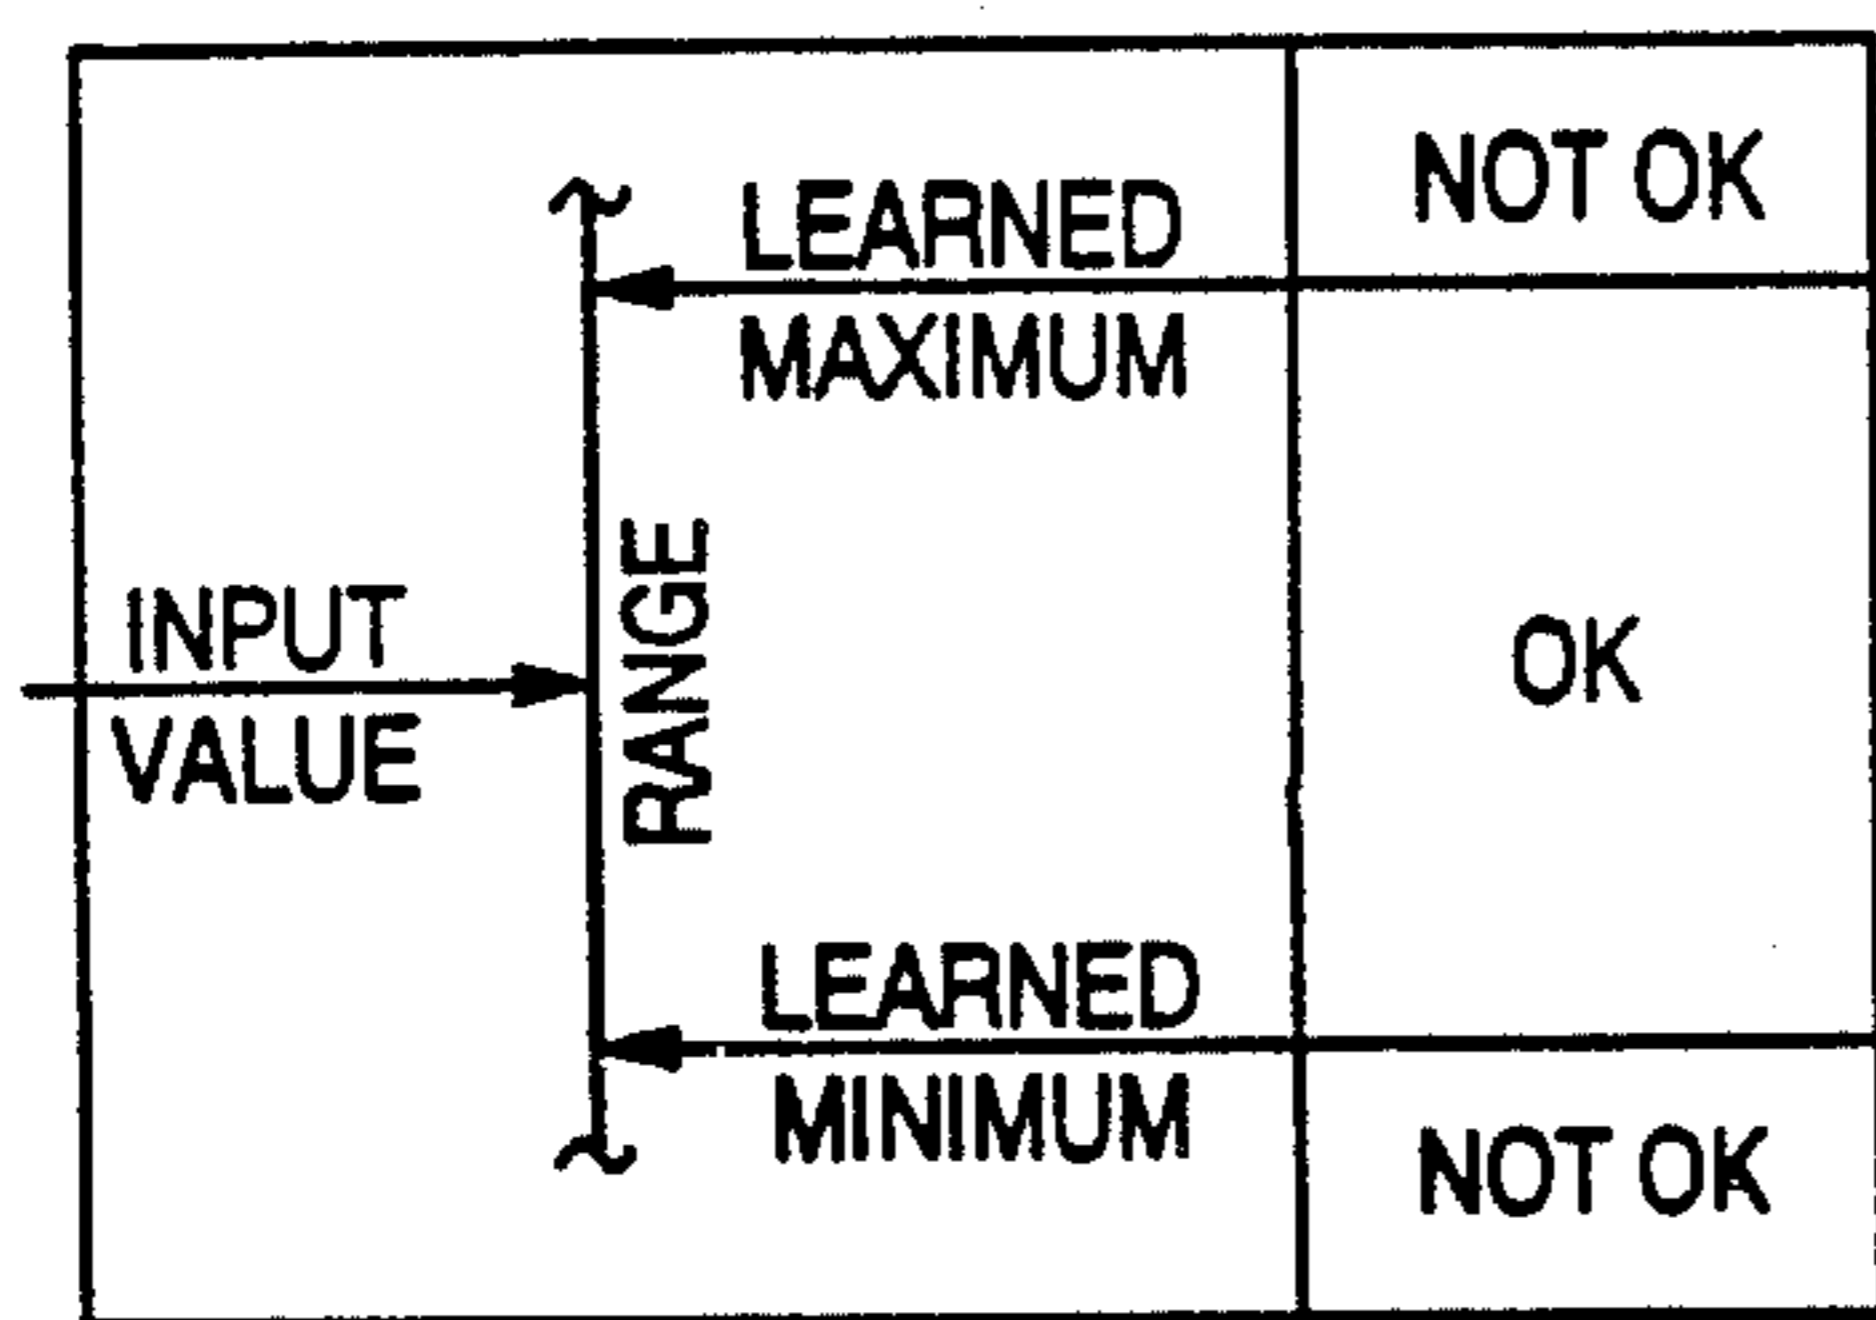 NOT OK
LEARNED
MAXIMUM
INPUT
VALUE
RANGE
OK
LEARNED
MINIMUM
NOT OK